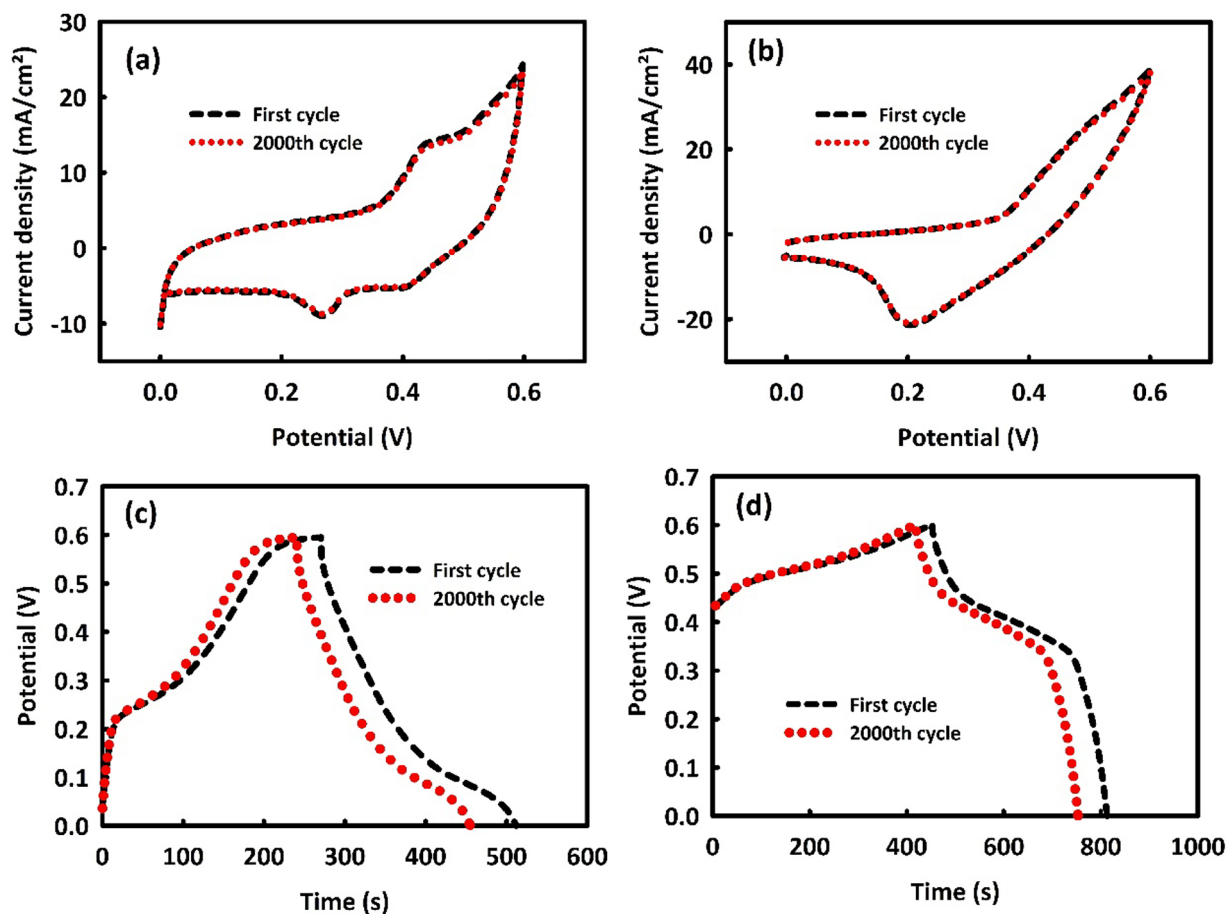 (a)
30
20
10
0
-10
Current density (mA/cm²)
First cycle
2000th cycle
0.0 0.2 0.4 0.6
Potential (V)
(b)
40
20
0
-20
Current density (mA/cm²)
First cycle
2000th cycle
0.0 0.2 0.4 0.6
Potential (V)
(c)
0.7
0.6
0.5
0.4
0.3
0.2
0.1
0.0
Potential (V)
First cycle
2000th cycle
0 100 200 300 400 500 600
Time (s)
(d)
0.7
0.6
0.5
0.4
0.3
0.2
0.1
0.0
Potential (V)
First cycle
2000th cycle
0 200 400 600 800 1000
Time (s)